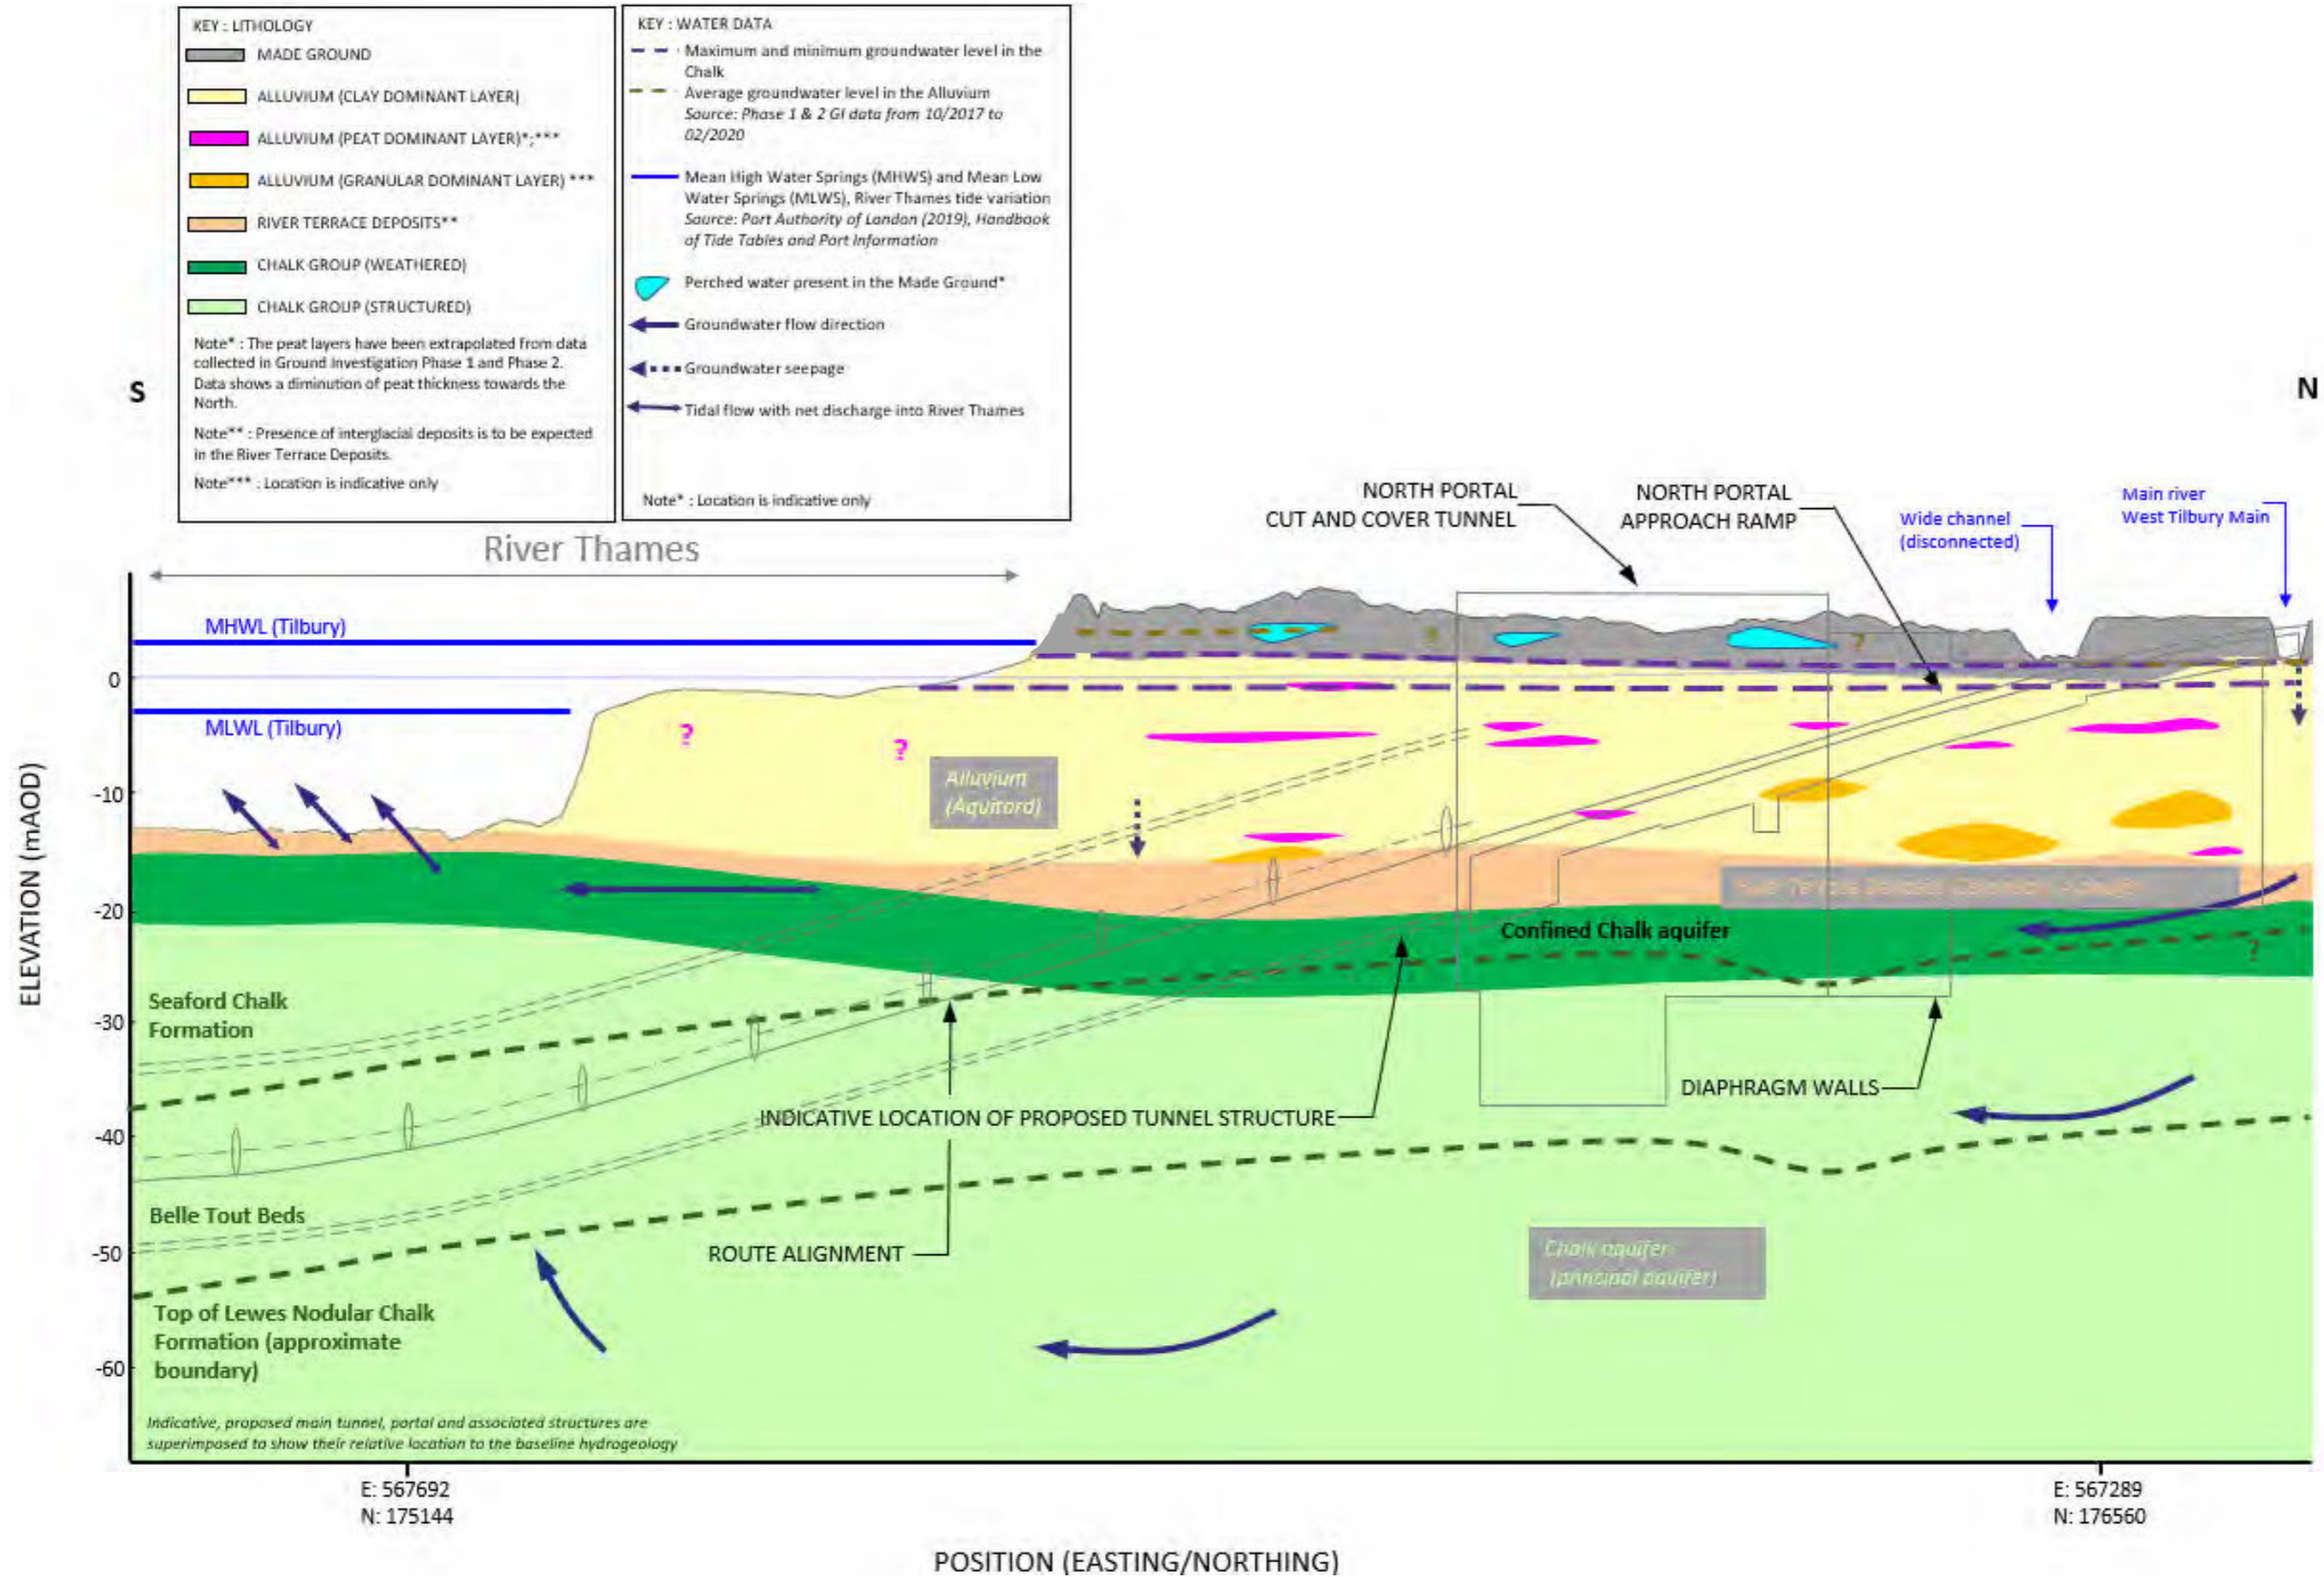 KEY : LITHOLOGY
MADE GROUND
ALLUVIUM (CLAY DOMINANT LAYER)
ALLUVIUM (PEAT DOMINANT LAYER)*;***
ALLUVIUM (GRANULAR DOMINANT LAYER) ***
RIVER TERRACE DEPOSITS**
CHALK GROUP (WEATHERED)
CHALK GROUP (STRUCTURED)
Note* : The peat layers have been extrapolated from data
collected in Ground Investigation Phase 1 and Phase 2.
Data shows a diminution of peat thickness towards the
North.
Note** : Presence of interglacial deposits is to be expected
in the River Terrace Deposits.
Note*** : Location is indicative only
KEY : WATER DATA
Maximum and minimum groundwater level in the
Chalk
Average groundwater level in the Alluvium
Source: Phase 1 & 2 GI data from 10/2017 to
02/2020
Mean High Water Springs (MHWS) and Mean Low
Water Springs (MLWS), River Thames tide variation
Source: Port Authority of London (2019), Handbook
of Tide Tables and Port Information
Perched water present in the Made Ground*
Groundwater flow direction
Groundwater seepage
Tidal flow with net discharge into River Thames
Note* : Location is indicative only
S
N
River Thames
NORTH PORTAL
CUT AND COVER TUNNEL
NORTH PORTAL
APPROACH RAMP
Wide channel
(disconnected)
Main river
West Tilbury Main
MHWL (Tilbury)
MLWL (Tilbury)
?
?
?
?
?
Alluvium
(Aquitard)
Confined Chalk aquifer
Seaford Chalk
Formation
INDICATIVE LOCATION OF PROPOSED TUNNEL STRUCTURE
DIAPHRAGM WALLS
Belle Tout Beds
ROUTE ALIGNMENT
Chalk aquifer
(principal aquifer)
Top of Lewes Nodular Chalk
Formation (approximate
boundary)
Indicative, proposed main tunnel, portal and associated structures are
superimposed to show their relative location to the baseline hydrogeology
ELEVATION (mAOD)
0
-10
-20
-30
-40
-50
-60
E: 567692
N: 175144
E: 567289
N: 176560
POSITION (EASTING/NORTHING)